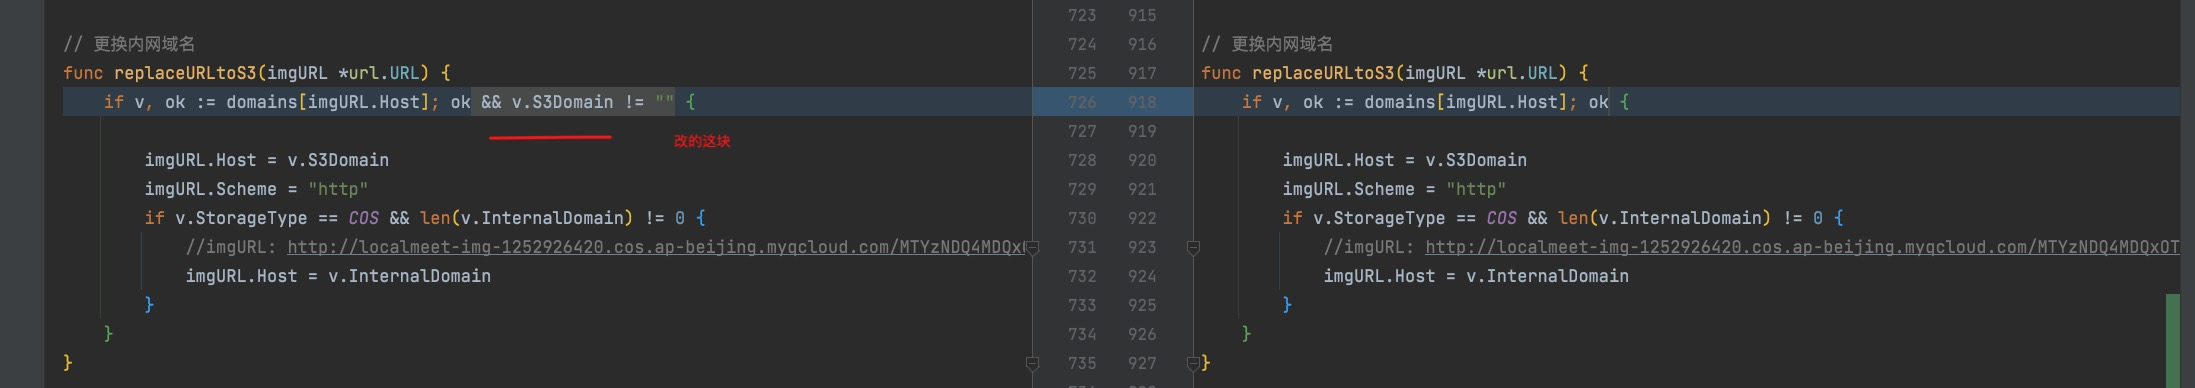 723 915
// 更换内网域名 724 916 // 更换内网域名
func replaceURLtoS3(imgURL *url.URL) { 725 917 func replaceURLtoS3(imgURL *url.URL) {
if v, ok := domains[imgURL.Host]; ok && v.S3Domain != "" { 726 918 if v, ok := domains[imgURL.Host]; ok {
改的这块 727 919
imgURL.Host = v.S3Domain 728 920 imgURL.Host = v.S3Domain
imgURL.Scheme = "http" 729 921 imgURL.Scheme = "http"
if v.StorageType == COS && len(v.InternalDomain) != 0 { 730 922 if v.StorageType == COS && len(v.InternalDomain) != 0 {
//imgURL: http://localmeet-img-1252926420.cos.ap-beijing.myqcloud.com/MTYzNDQ4MDQx 731 923 //imgURL: http://localmeet-img-1252926420.cos.ap-beijing.myqcloud.com/MTYzNDQ4MDQxOT
imgURL.Host = v.InternalDomain 732 924 imgURL.Host = v.InternalDomain
} 733 925 }
} 734 926 }
} 735 927 }